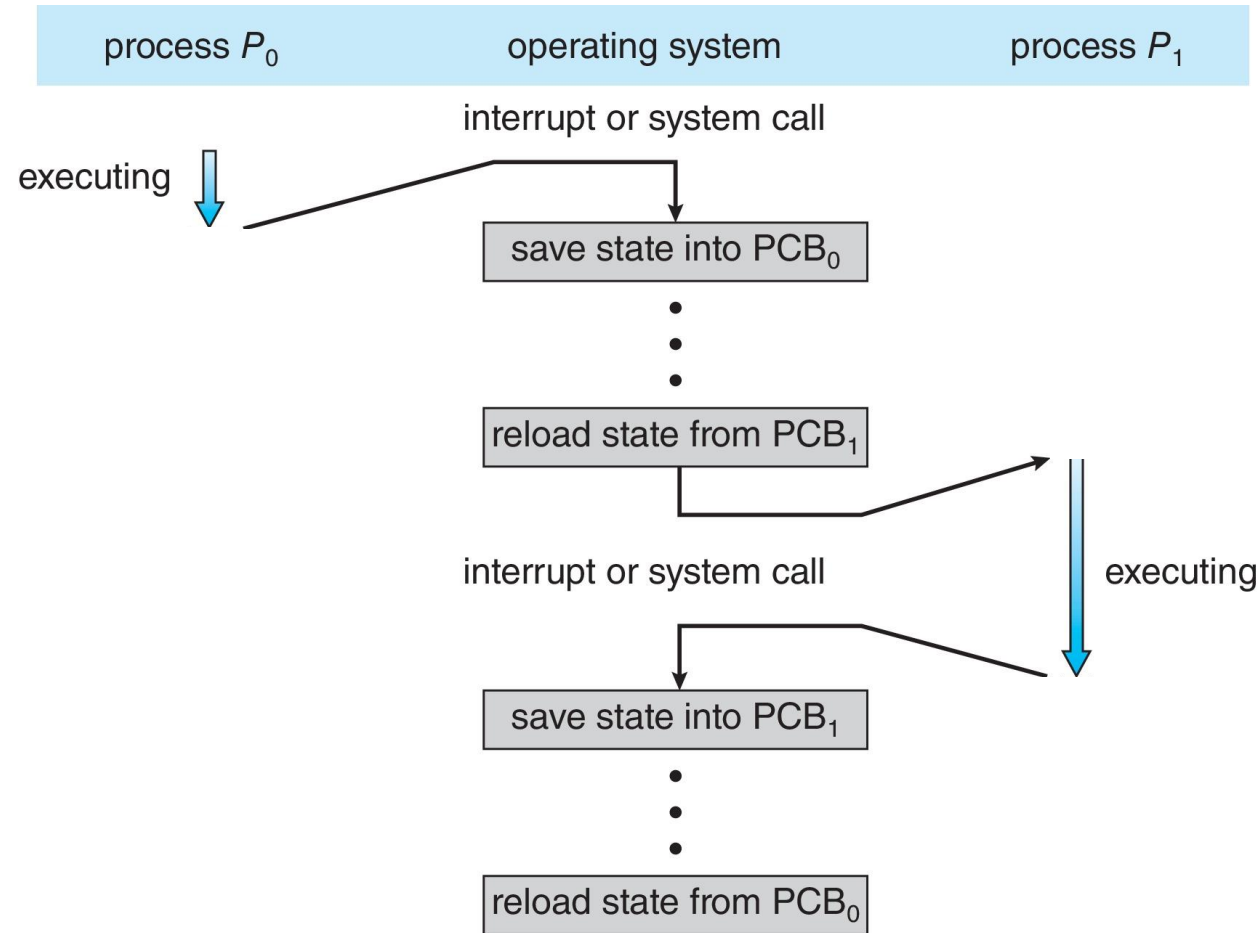 process P₀ operating system process P₁
interrupt or system call
executing
save state into PCB₀
reload state from PCB₁
interrupt or system call
executing
save state into PCB₁
reload state from PCB₀